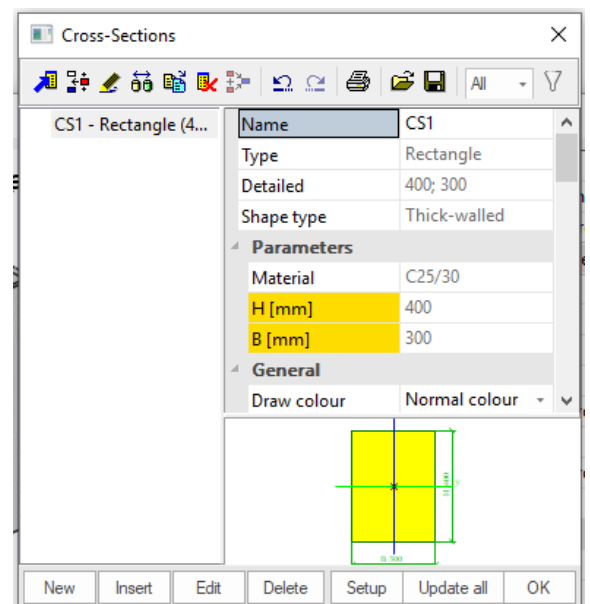 Cross-Sections
All
CS1 - Rectangle (4...
Name CS1
Type Rectangle
Detailed 400; 300
Shape type Thick-walled
Parameters
Material C25/30
H [mm] 400
B [mm] 300
General
Draw colour Normal colour
B 300
New Insert Edit Delete Setup Update all OK